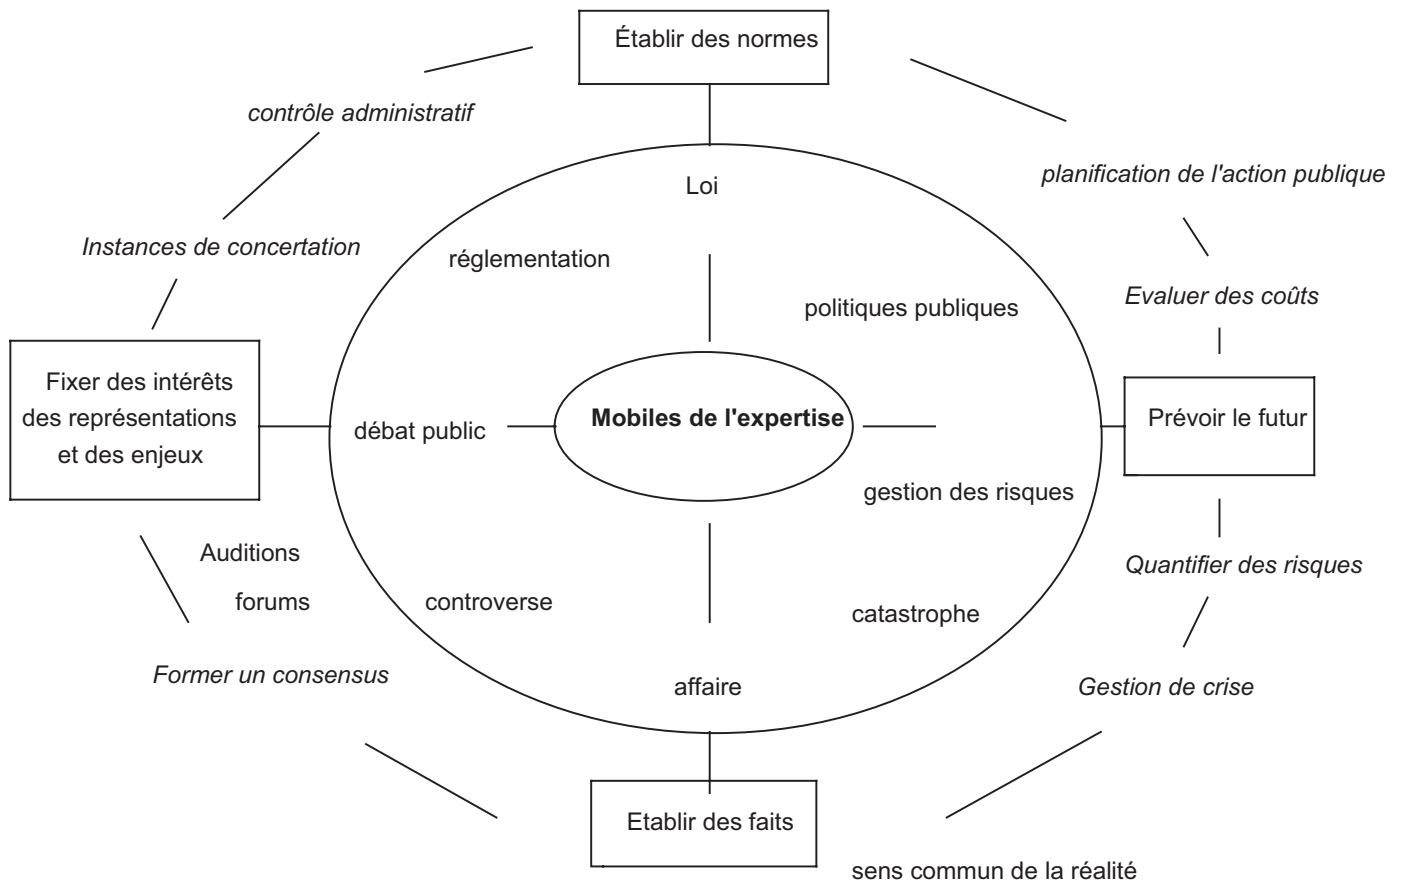 Établir des normes
contrôle administratif
planification de l'action publique
Loi
Instances de concertation
réglementation
Evaluer des coûts
politiques publiques
Fixer des intérêts
des représentations
et des enjeux
débat public
Mobiles de l'expertise
Prévoir le futur
gestion des risques
Auditions
forums
Quantifier des risques
controverse
catastrophe
Former un consensus
affaire
Gestion de crise
Etablir des faits
sens commun de la réalité